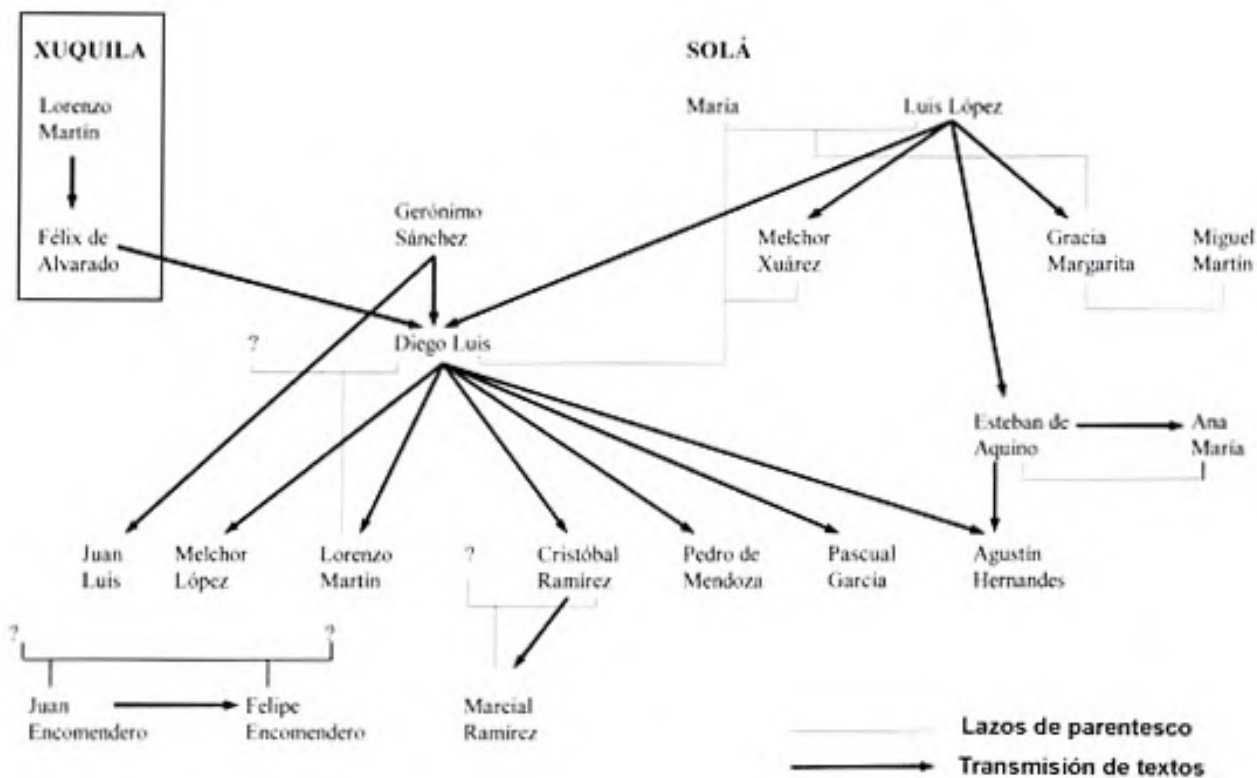 XUQUILA
SOLÁ
Lorenzo
Martín
María
Luis López
Gerónimo
Sánchez
Félix de
Alvarado
Melchor
Xuárez
Gracia
Margarita
Miguel
Martín
?
Diego Luis
Esteban de
Aquino
Ana
María
Juan
Luis
Melchor
López
Lorenzo
Martín
?
Cristóbal
Ramírez
Pedro de
Mendoza
Pascual
García
Agustín
Hernandes
?
?
Juan
Encomendero
Felipe
Encomendero
Marcial
Ramírez
Lazos de parentesco
Transmisión de textos